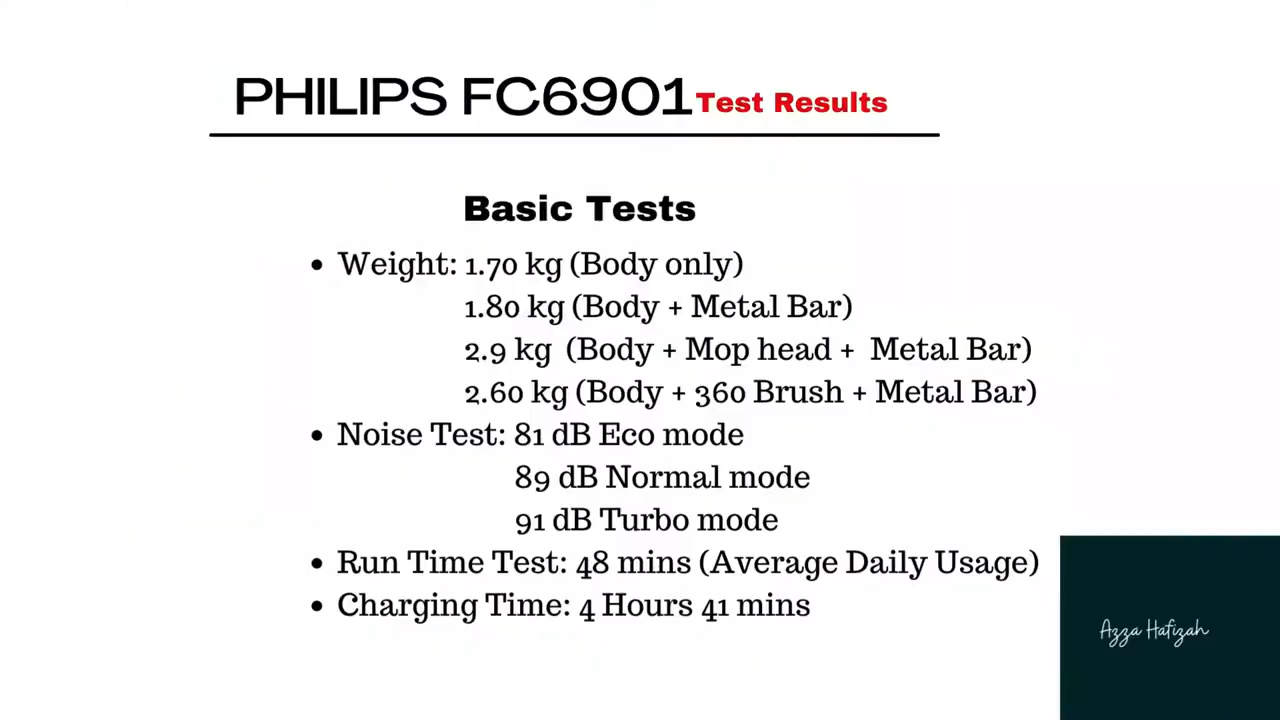 PHILIPS FC6901 Test Results
Basic Tests
• Weight: 1.70 kg (Body only)
1.80 kg (Body + Metal Bar)
2.9 kg (Body + Mop head + Metal Bar)
2.60 kg (Body + 360 Brush + Metal Bar)
• Noise Test: 81 dB Eco mode
89 dB Normal mode
91 dB Turbo mode
• Run Time Test: 48 mins (Average Daily Usage)
• Charging Time: 4 Hours 41 mins
Azza Hafizah